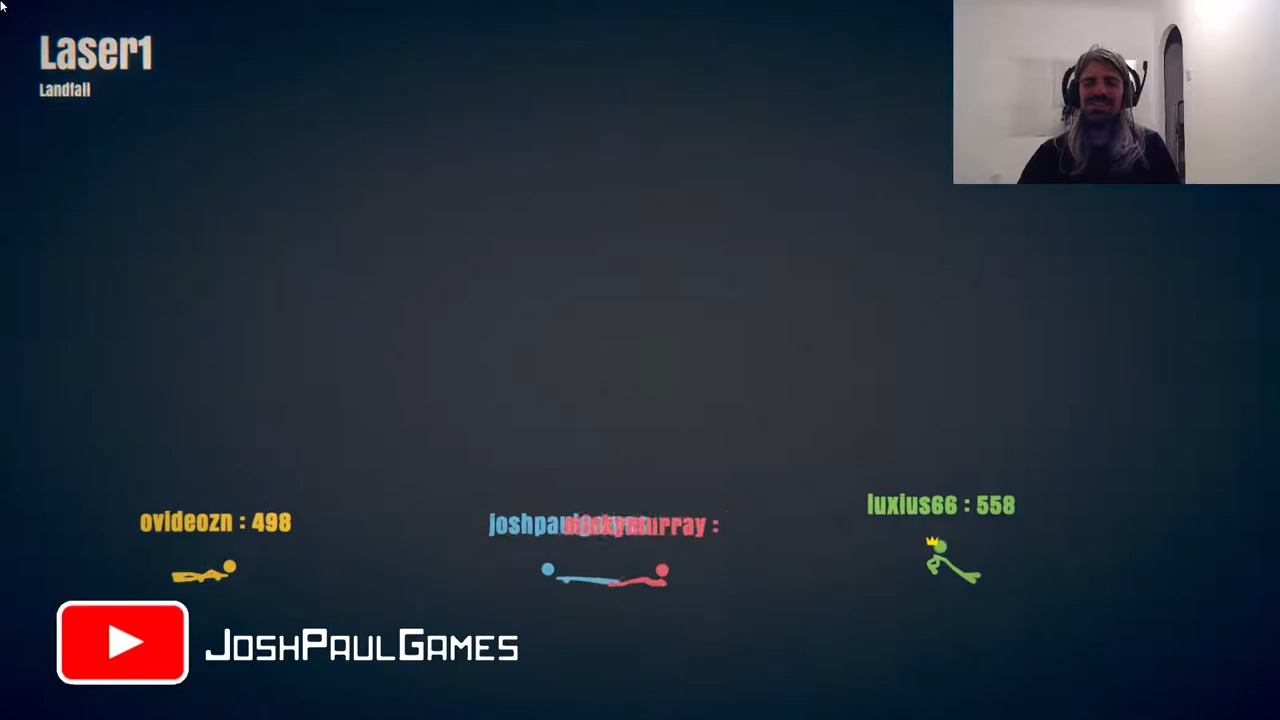 Laser1
Landfall
luxius66 : 558
ovideozn : 498
JoshPaulGames